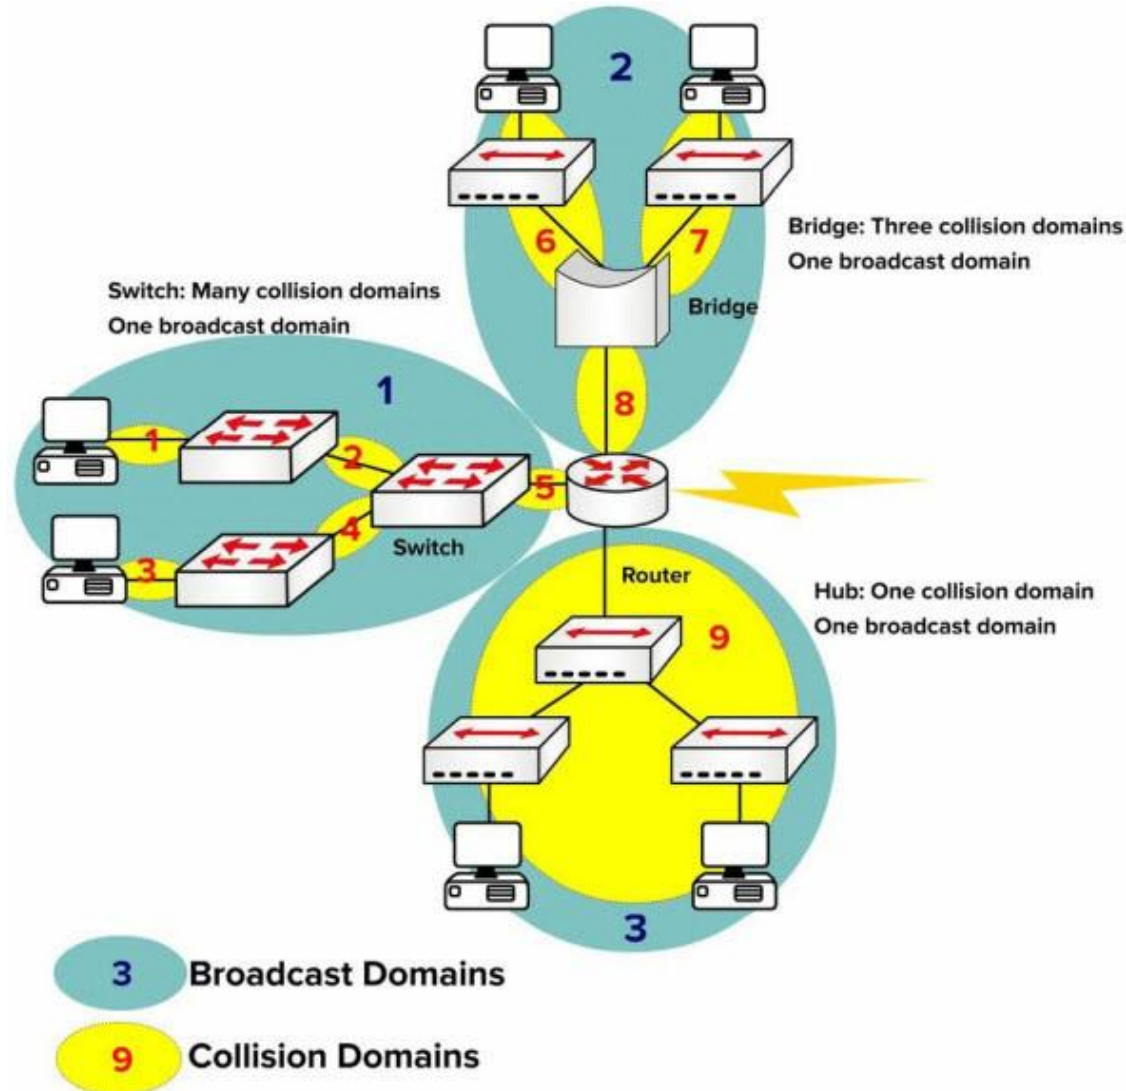 2
6
7
Bridge: Three collision domains
One broadcast domain
Bridge
Switch: Many collision domains
One broadcast domain
8
1
1
2
5
4
Switch
3
Router
Hub: One collision domain
One broadcast domain
9
3
3 Broadcast Domains
9 Collision Domains